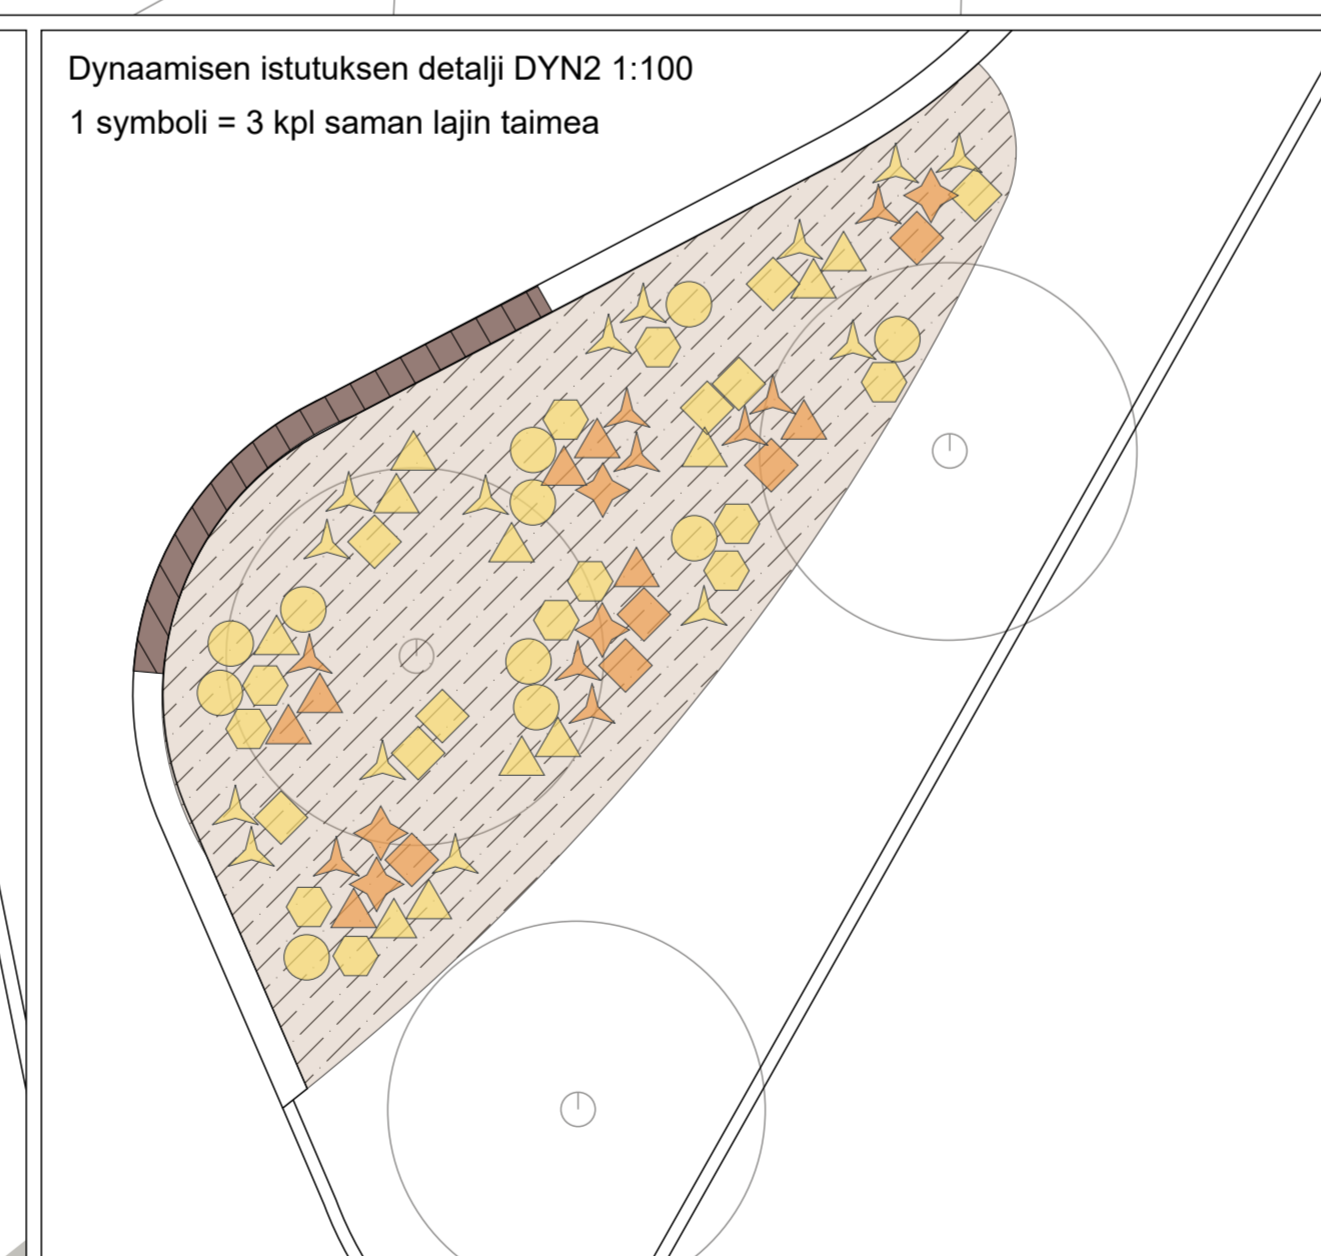 Dynaamisen istutuksen detalji DYN2 1:100
1 symboli = 3 kpl saman lajin taimea